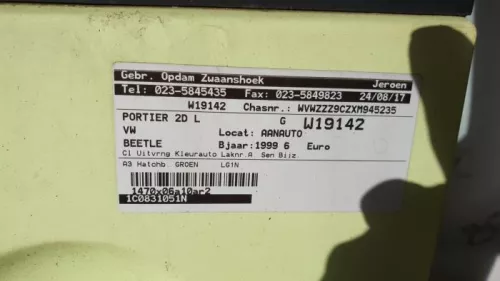 Gebr. Opdam Zwaanshoek Jeroen
Tel: 023-5845435 Fax: 023-5849823 24/08/17
W19142 Chasnr.: WVWZZZ9CZXM945235
PORTIER 2D L G W19142
VW Locat: AANAUTO
BEETLE Bjaar: 1999 6 Euro
Cl Uitvrng Kleurauto Laknr.A Sen Bijz
A3 Hatchb GROEN LG1N
1470x06a10ar2
1C0831051N